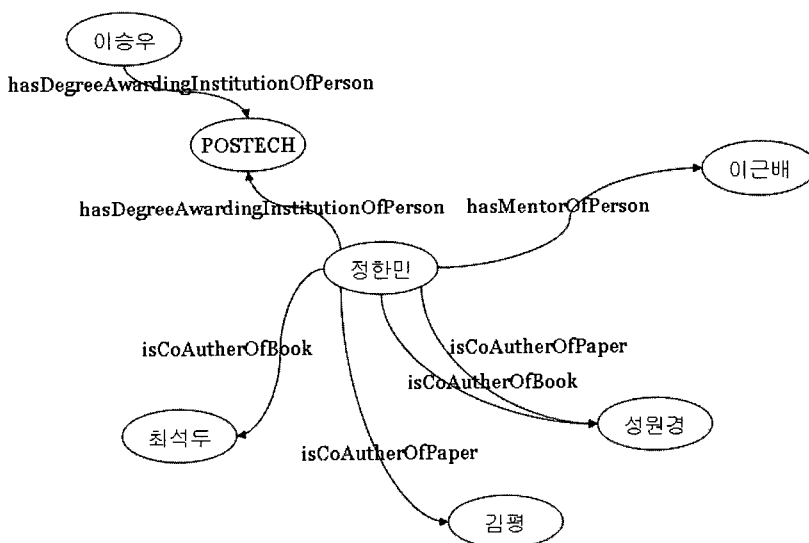 이승우
hasDegreeAwardingInstitutionOfPerson
POSTECH
이근배
hasDegreeAwardingInstitutionOfPerson
hasMentorOfPerson
정한민
isCoAutherOfBook
isCoAutherOfPaper
isCoAutherOfBook
최석두
성원경
isCoAutherOfPaper
김평